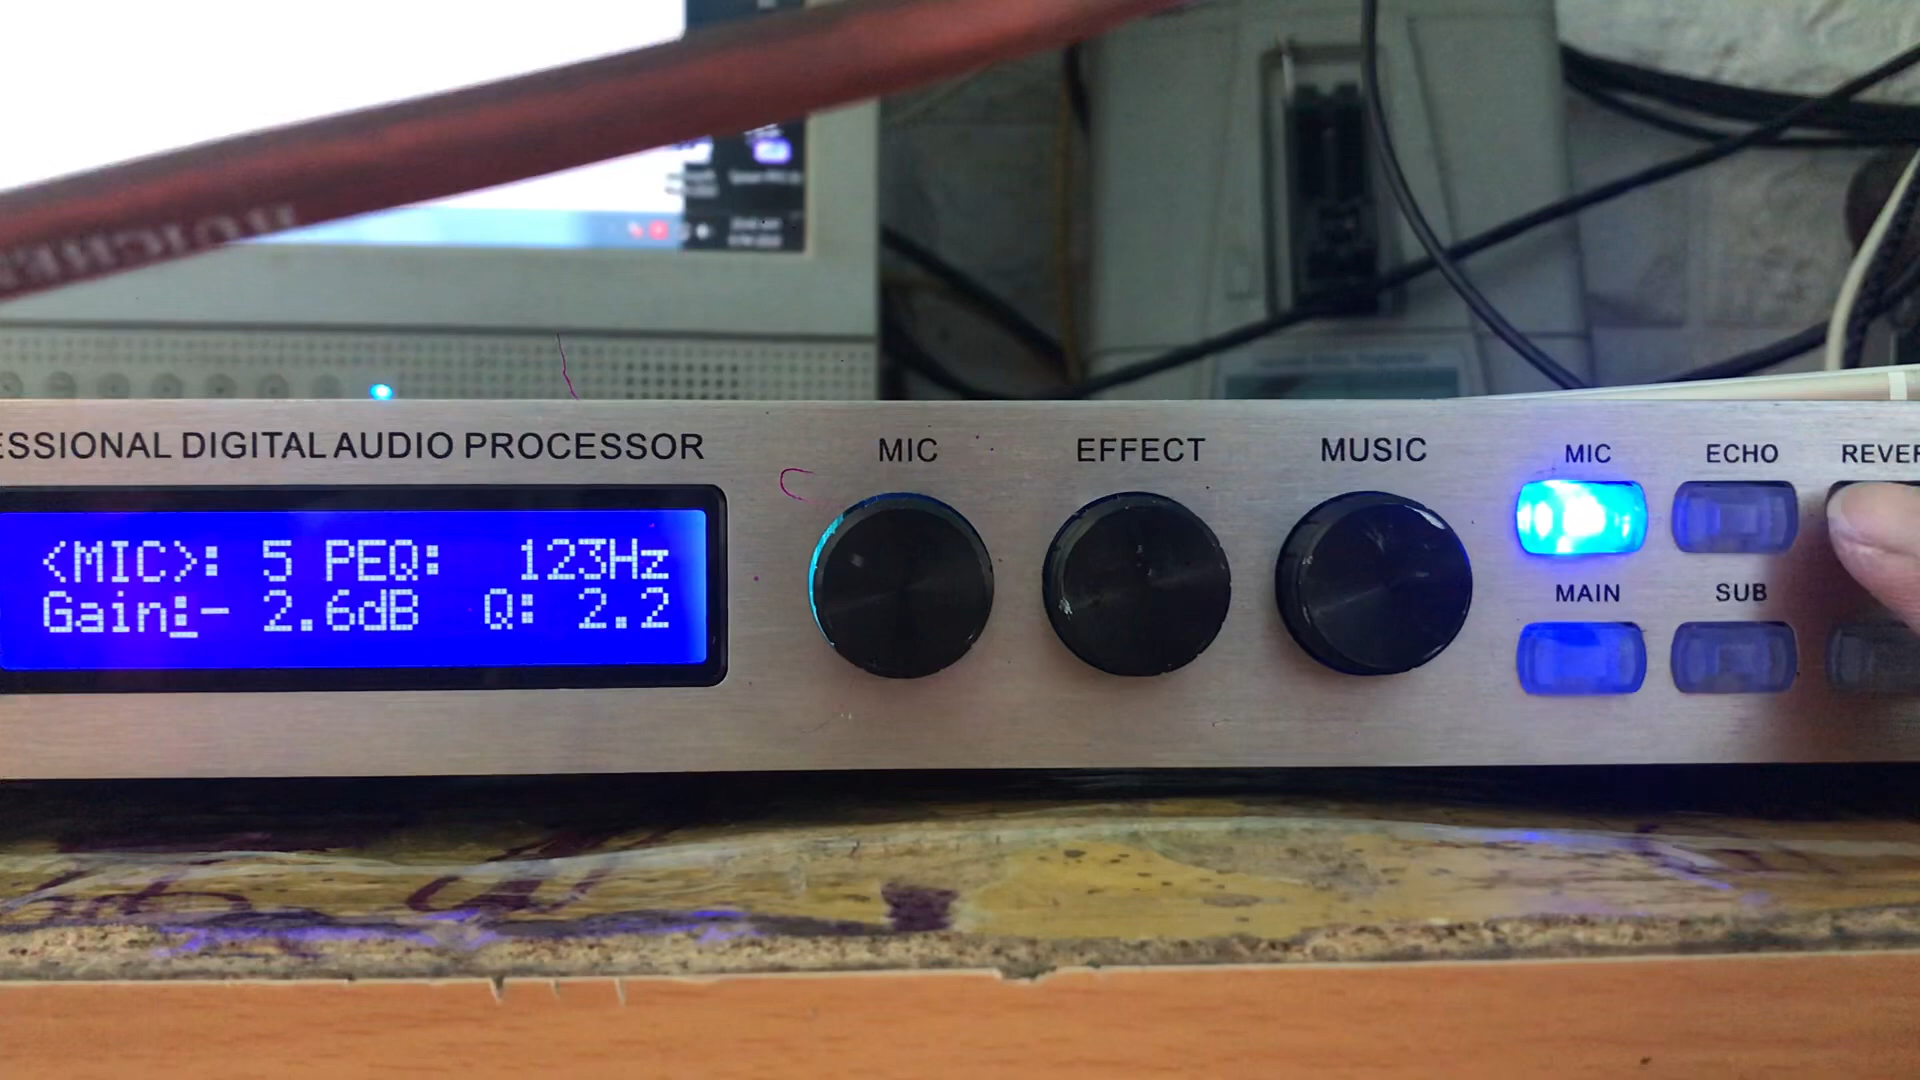 ESSIONAL DIGITAL AUDIO PROCESSOR
<MIC>: 5 PEQ: 123Hz
Gain:- 2.6dB Q: 2.2
MIC
EFFECT
MUSIC
MIC
ECHO
REVER
MAIN
SUB